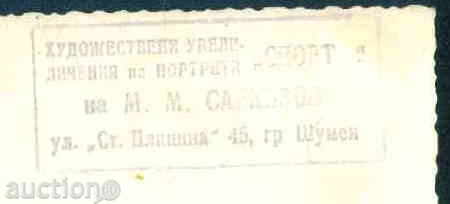 ХУДОЖЕСТВЕНИ УВЕЛИ-
ЧЕНИЯ на ПОРТРЕТИ СПОРТ
на М. М.
ул. „Ст. Планина" 45, гр Шумен
auction